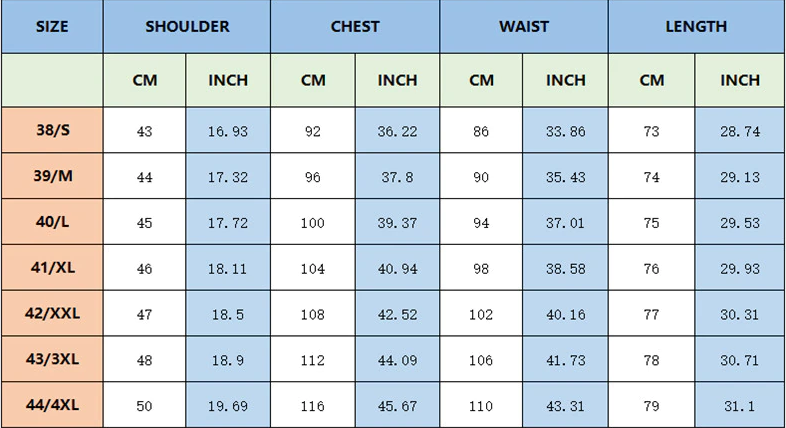 SIZE SHOULDER CHEST WAIST LENGTH
CM INCH CM INCH CM INCH CM INCH
38/S 43 16.93 92 36.22 86 33.86 73 28.74
39/M 44 17.32 96 37.8 90 35.43 74 29.13
40/L 45 17.72 100 39.37 94 37.01 75 29.53
41/XL 46 18.11 104 40.94 98 38.58 76 29.93
42/XXL 47 18.5 108 42.52 102 40.16 77 30.31
43/3XL 48 18.9 112 44.09 106 41.73 78 30.71
44/4XL 50 19.69 116 45.67 110 43.31 79 31.1